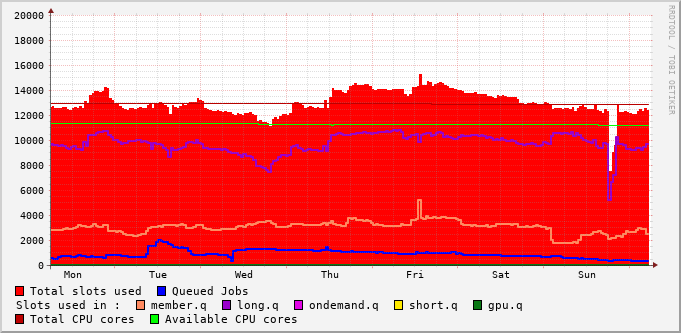 RRDTOOL / TOBI OETIKER
20000
18000
16000
14000
12000
10000
8000
6000
4000
2000
0
Mon Tue Wed Thu Fri Sat Sun
Total slots used Queued Jobs
Slots used in : member.q long.q ondemand.q short.q gpu.q
Total CPU cores Available CPU cores